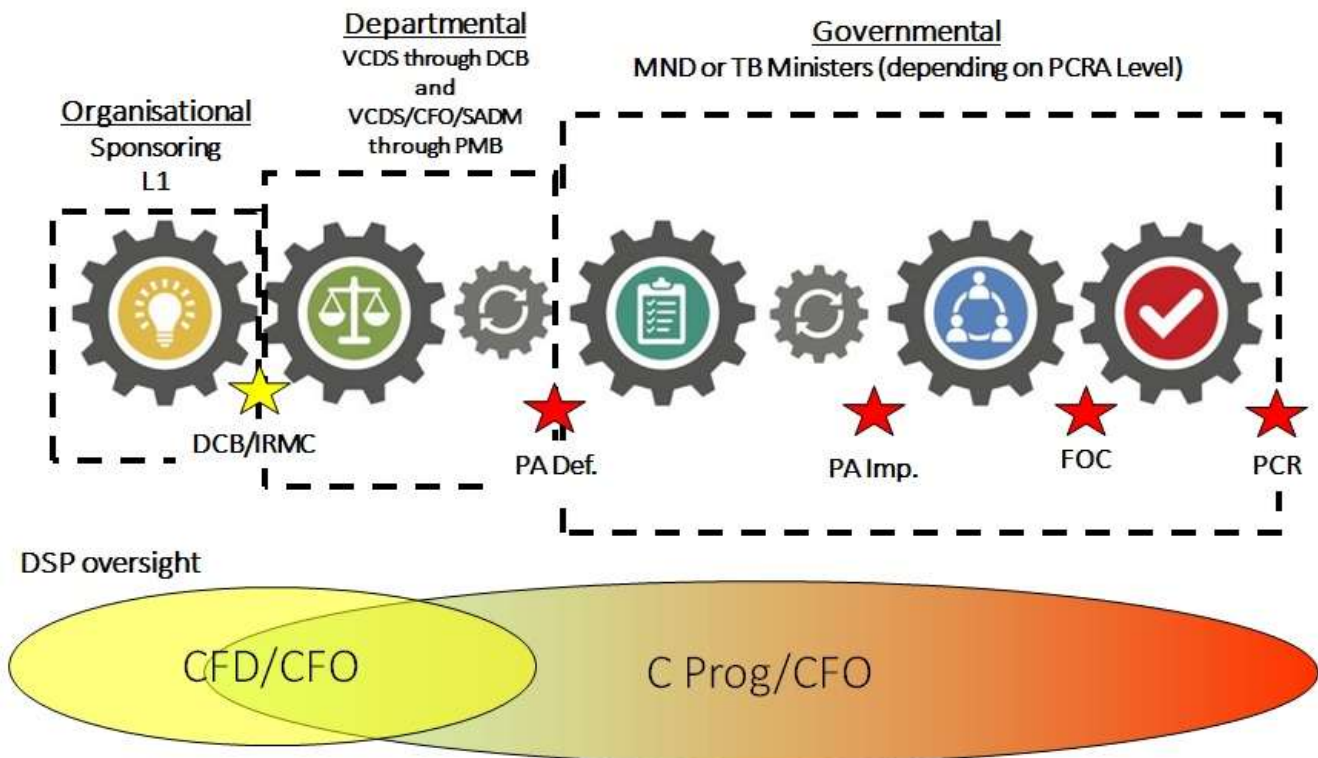 Organisational
Sponsoring
L1
Departmental
VCDS through DCB
and
VCDS/CFO/SADM
through PMB
Governmental
MND or TB Ministers (depending on PCRA Level)
DCB/IRMC
PA Def.
PA Imp.
FOC
PCR
DSP oversight
CFD/CFO
C Prog/CFO